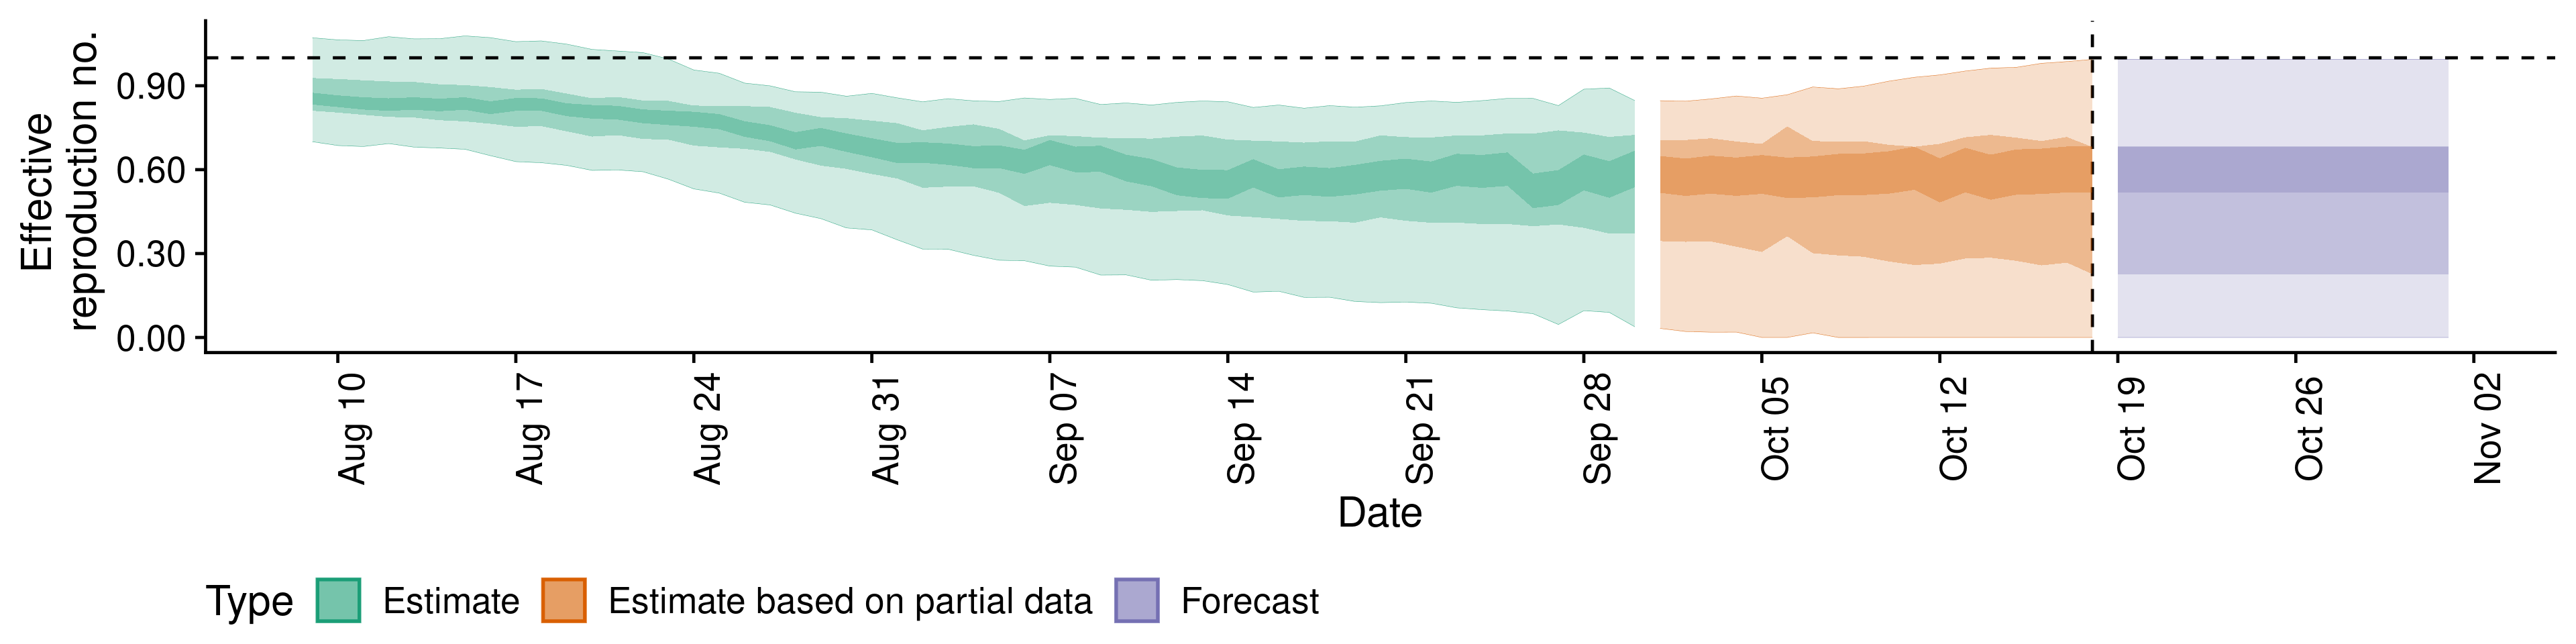 Effective
reproduction no.
0.90
0.60
0.30
0.00
Aug 10
Aug 17
Aug 24
Aug 31
Sep 07
Sep 14
Sep 21
Sep 28
Oct 05
Oct 12
Oct 19
Oct 26
Nov 02
Date
Type Estimate Estimate based on partial data Forecast